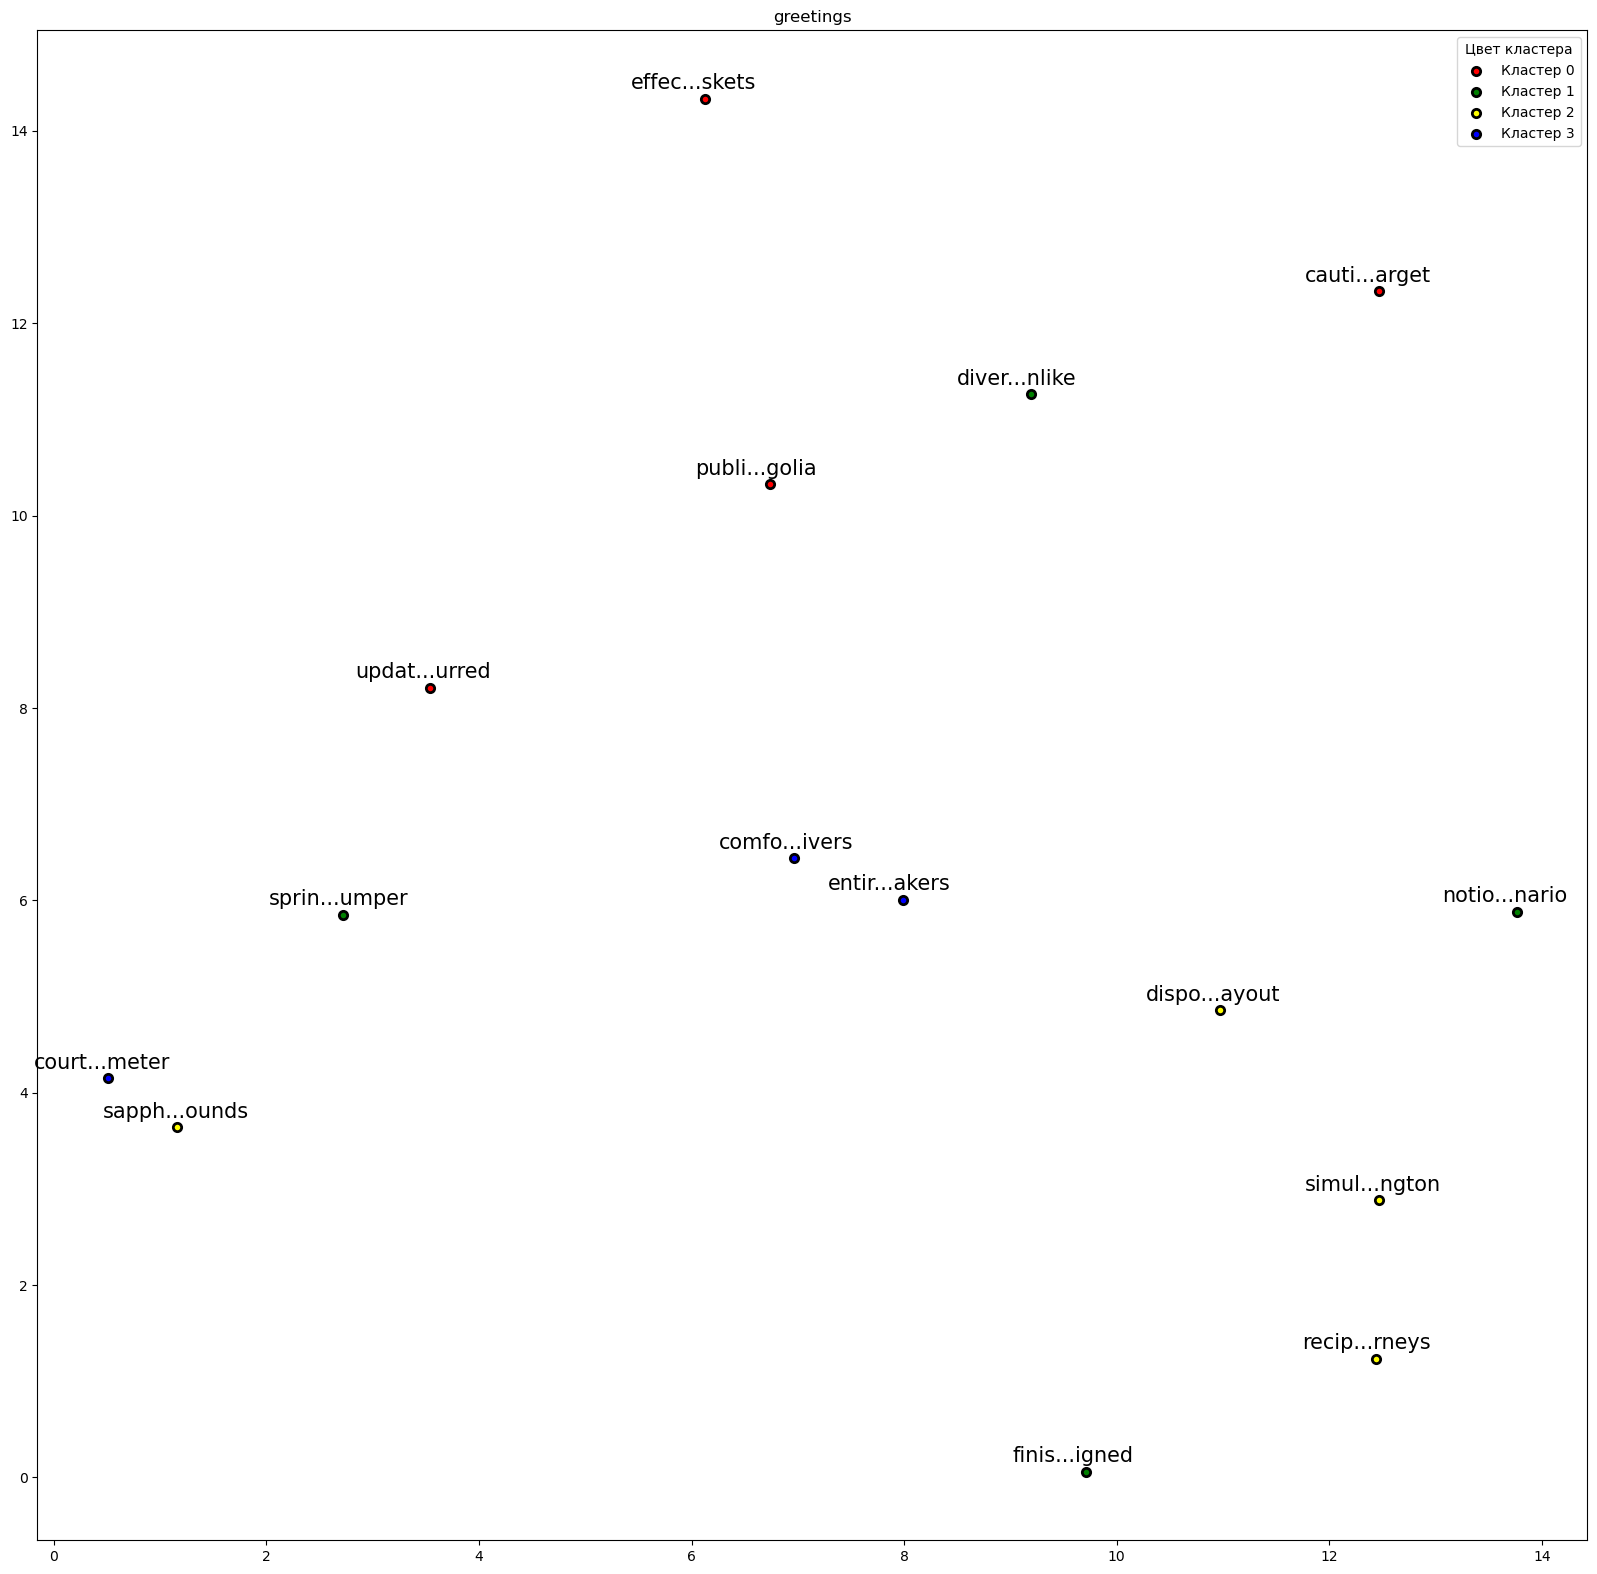 greetings
Цвет кластера
Кластер 0
Кластер 1
Кластер 2
Кластер 3
effec...skets
cauti...arget
diver...nlike
publi...golia
updat...urred
comfo...ivers
entir...akers
sprin...umper
notio...nario
dispo...ayout
court...meter
sapph...ounds
simul...ngton
recip...rneys
finis...igned
14
12
10
8
6
4
2
0
0 2 4 6 8 10 12 14